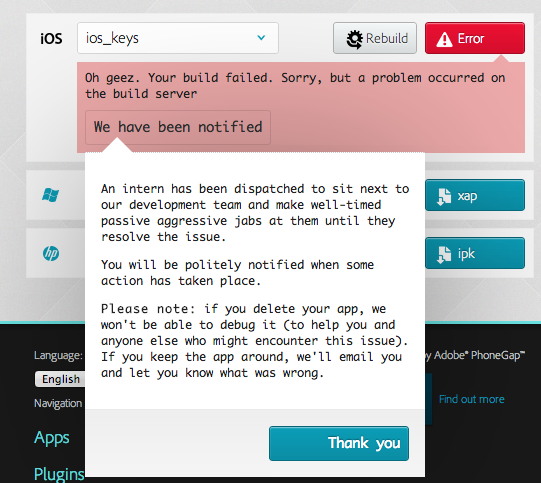 iOS ios_keys Rebuild Error
Oh geez. Your build failed. Sorry, but a problem occurred on
the build server
We have been notified
An intern has been dispatched to sit next to
our development team and make well-timed
passive aggressive jabs at them until they
resolve the issue.
You will be politely notified when some
action has taken place.
Please note: if you delete your app, we
won't be able to debug it (to help you and
anyone else who might encounter this issue).
If you keep the app around, we'll email you
and let you know what was wrong.
Thank you
xap
hp ipk
Language:
English
Navigation
Apps
Plugins
by Adobe® PhoneGap™
Find out more